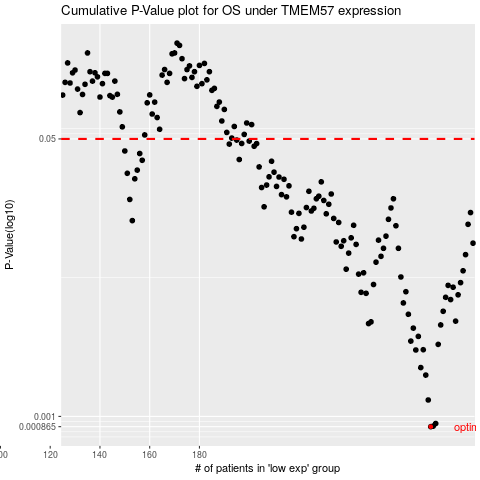 Cumulative P-Value plot for OS under TMEM57 expression
P-Value(log10)
0.05
0.001
0.000865
optin
00 120 140 160 180
# of patients in 'low exp' group